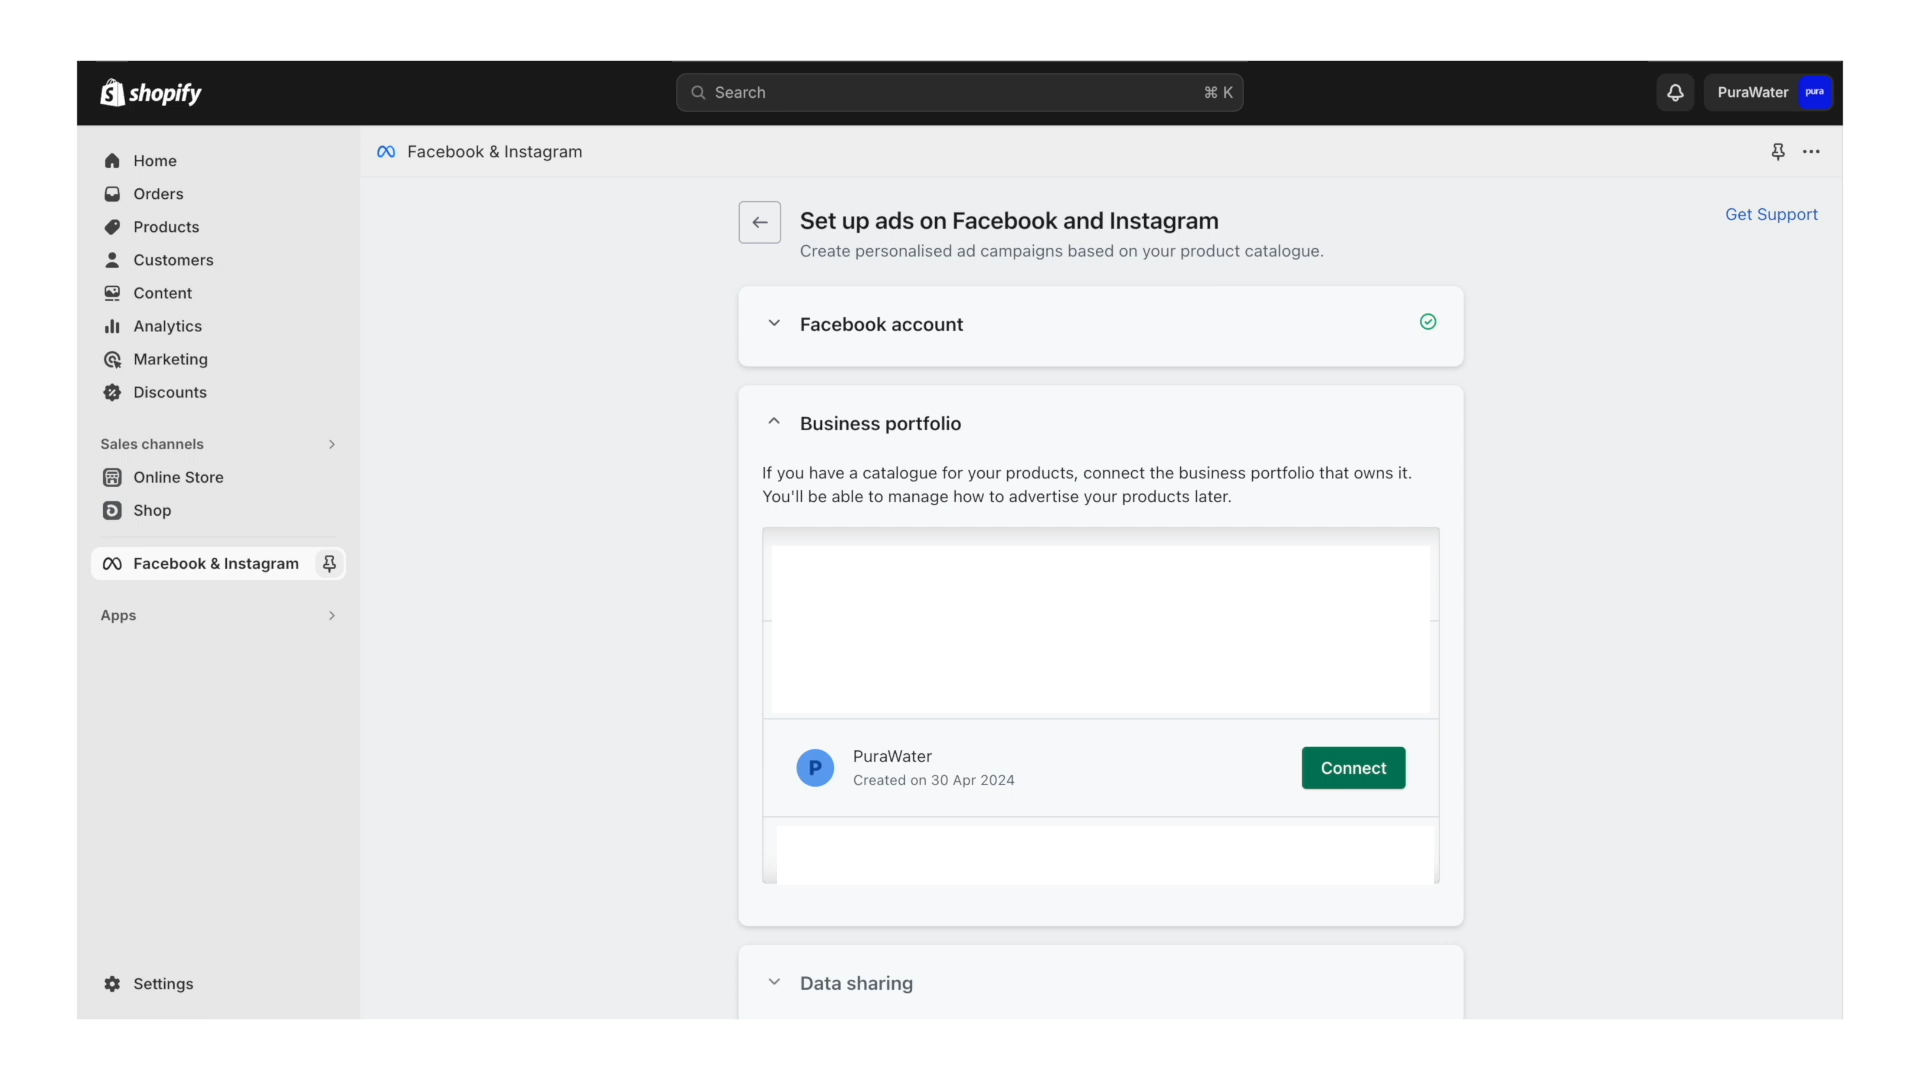 shopify
Search
⌘ K
PuraWater
pura
Home
Orders
Products
Customers
Content
Analytics
Marketing
Discounts
Sales channels
Online Store
Shop
Facebook & Instagram
Apps
Settings
Facebook & Instagram
Set up ads on Facebook and Instagram
Create personalised ad campaigns based on your product catalogue.
Get Support
Facebook account
Business portfolio
If you have a catalogue for your products, connect the business portfolio that owns it.
You'll be able to manage how to advertise your products later.
P
PuraWater
Created on 30 Apr 2024
Connect
Data sharing